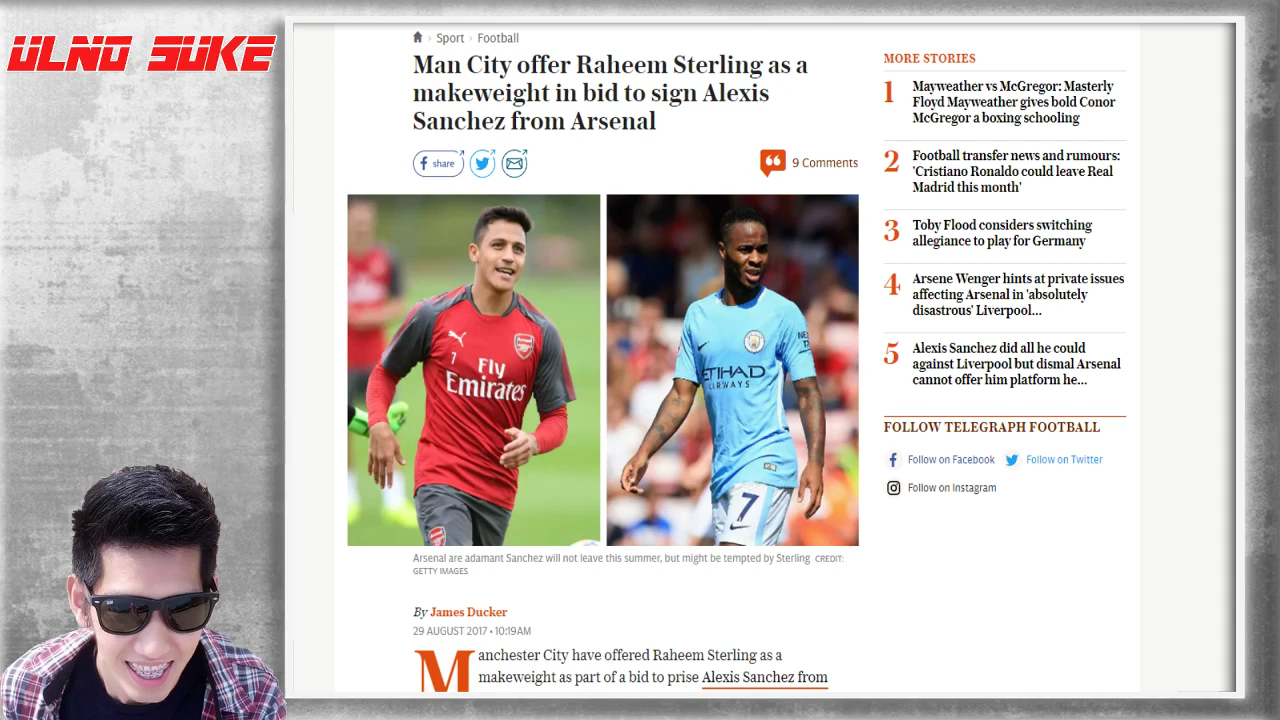 ULNO SUKE
Sport › Football
Man City offer Raheem Sterling as a
makeweight in bid to sign Alexis
Sanchez from Arsenal
share
9 Comments
Fly
Emirates
ETIHAD
AIRWAYS
7
Arsenal are adamant Sanchez will not leave this summer, but might be tempted by Sterling CREDIT:
GETTY IMAGES
By James Ducker
29 AUGUST 2017 • 10:19AM
Manchester City have offered Raheem Sterling as a
makeweight as part of a bid to prise Alexis Sanchez from
MORE STORIES
1 Mayweather vs McGregor: Masterly
Floyd Mayweather gives bold Conor
McGregor a boxing schooling
2 Football transfer news and rumours:
'Cristiano Ronaldo could leave Real
Madrid this month'
3 Toby Flood considers switching
allegiance to play for Germany
4 Arsene Wenger hints at private issues
affecting Arsenal in 'absolutely
disastrous' Liverpool...
5 Alexis Sanchez did all he could
against Liverpool but dismal Arsenal
cannot offer him platform he...
FOLLOW TELEGRAPH FOOTBALL
Follow on Facebook
Follow on Twitter
Follow on Instagram